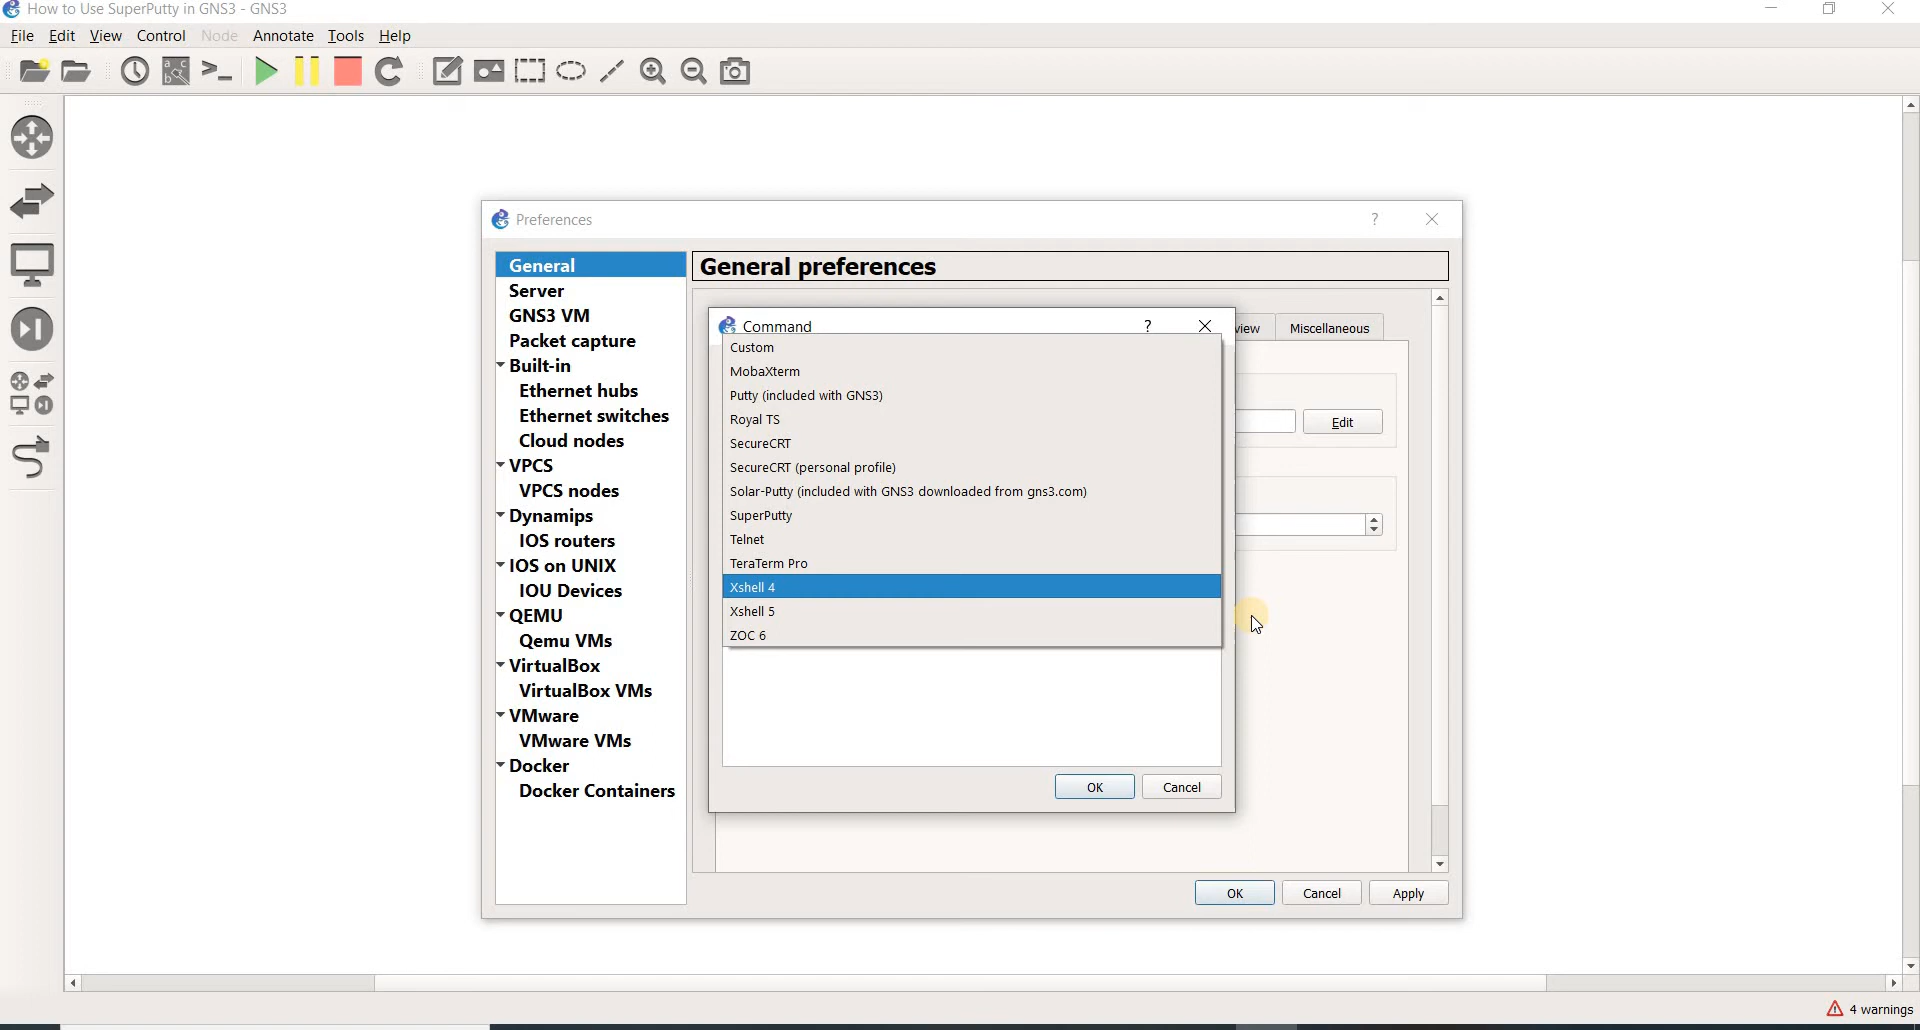 How to Use SuperPutty in GNS3 - GNS3
File Edit View Control Node Annotate Tools Help
Preferences
General
Server
GNS3 VM
Packet capture
Built-in
Ethernet hubs
Ethernet switches
Cloud nodes
VPCS
VPCS nodes
Dynamips
IOS routers
IOS on UNIX
IOU Devices
QEMU
Qemu VMs
VirtualBox
VirtualBox VMs
VMware
VMware VMs
Docker
Docker Containers
General preferences
view Miscellaneous
Edit
Command
Custom
MobaXterm
Putty (included with GNS3)
Royal TS
SecureCRT
SecureCRT (personal profile)
Solar-Putty (included with GNS3 downloaded from gns3.com)
SuperPutty
Telnet
TeraTerm Pro
Xshell 4
Xshell 5
ZOC 6
OK Cancel
OK Cancel Apply
4 warnings